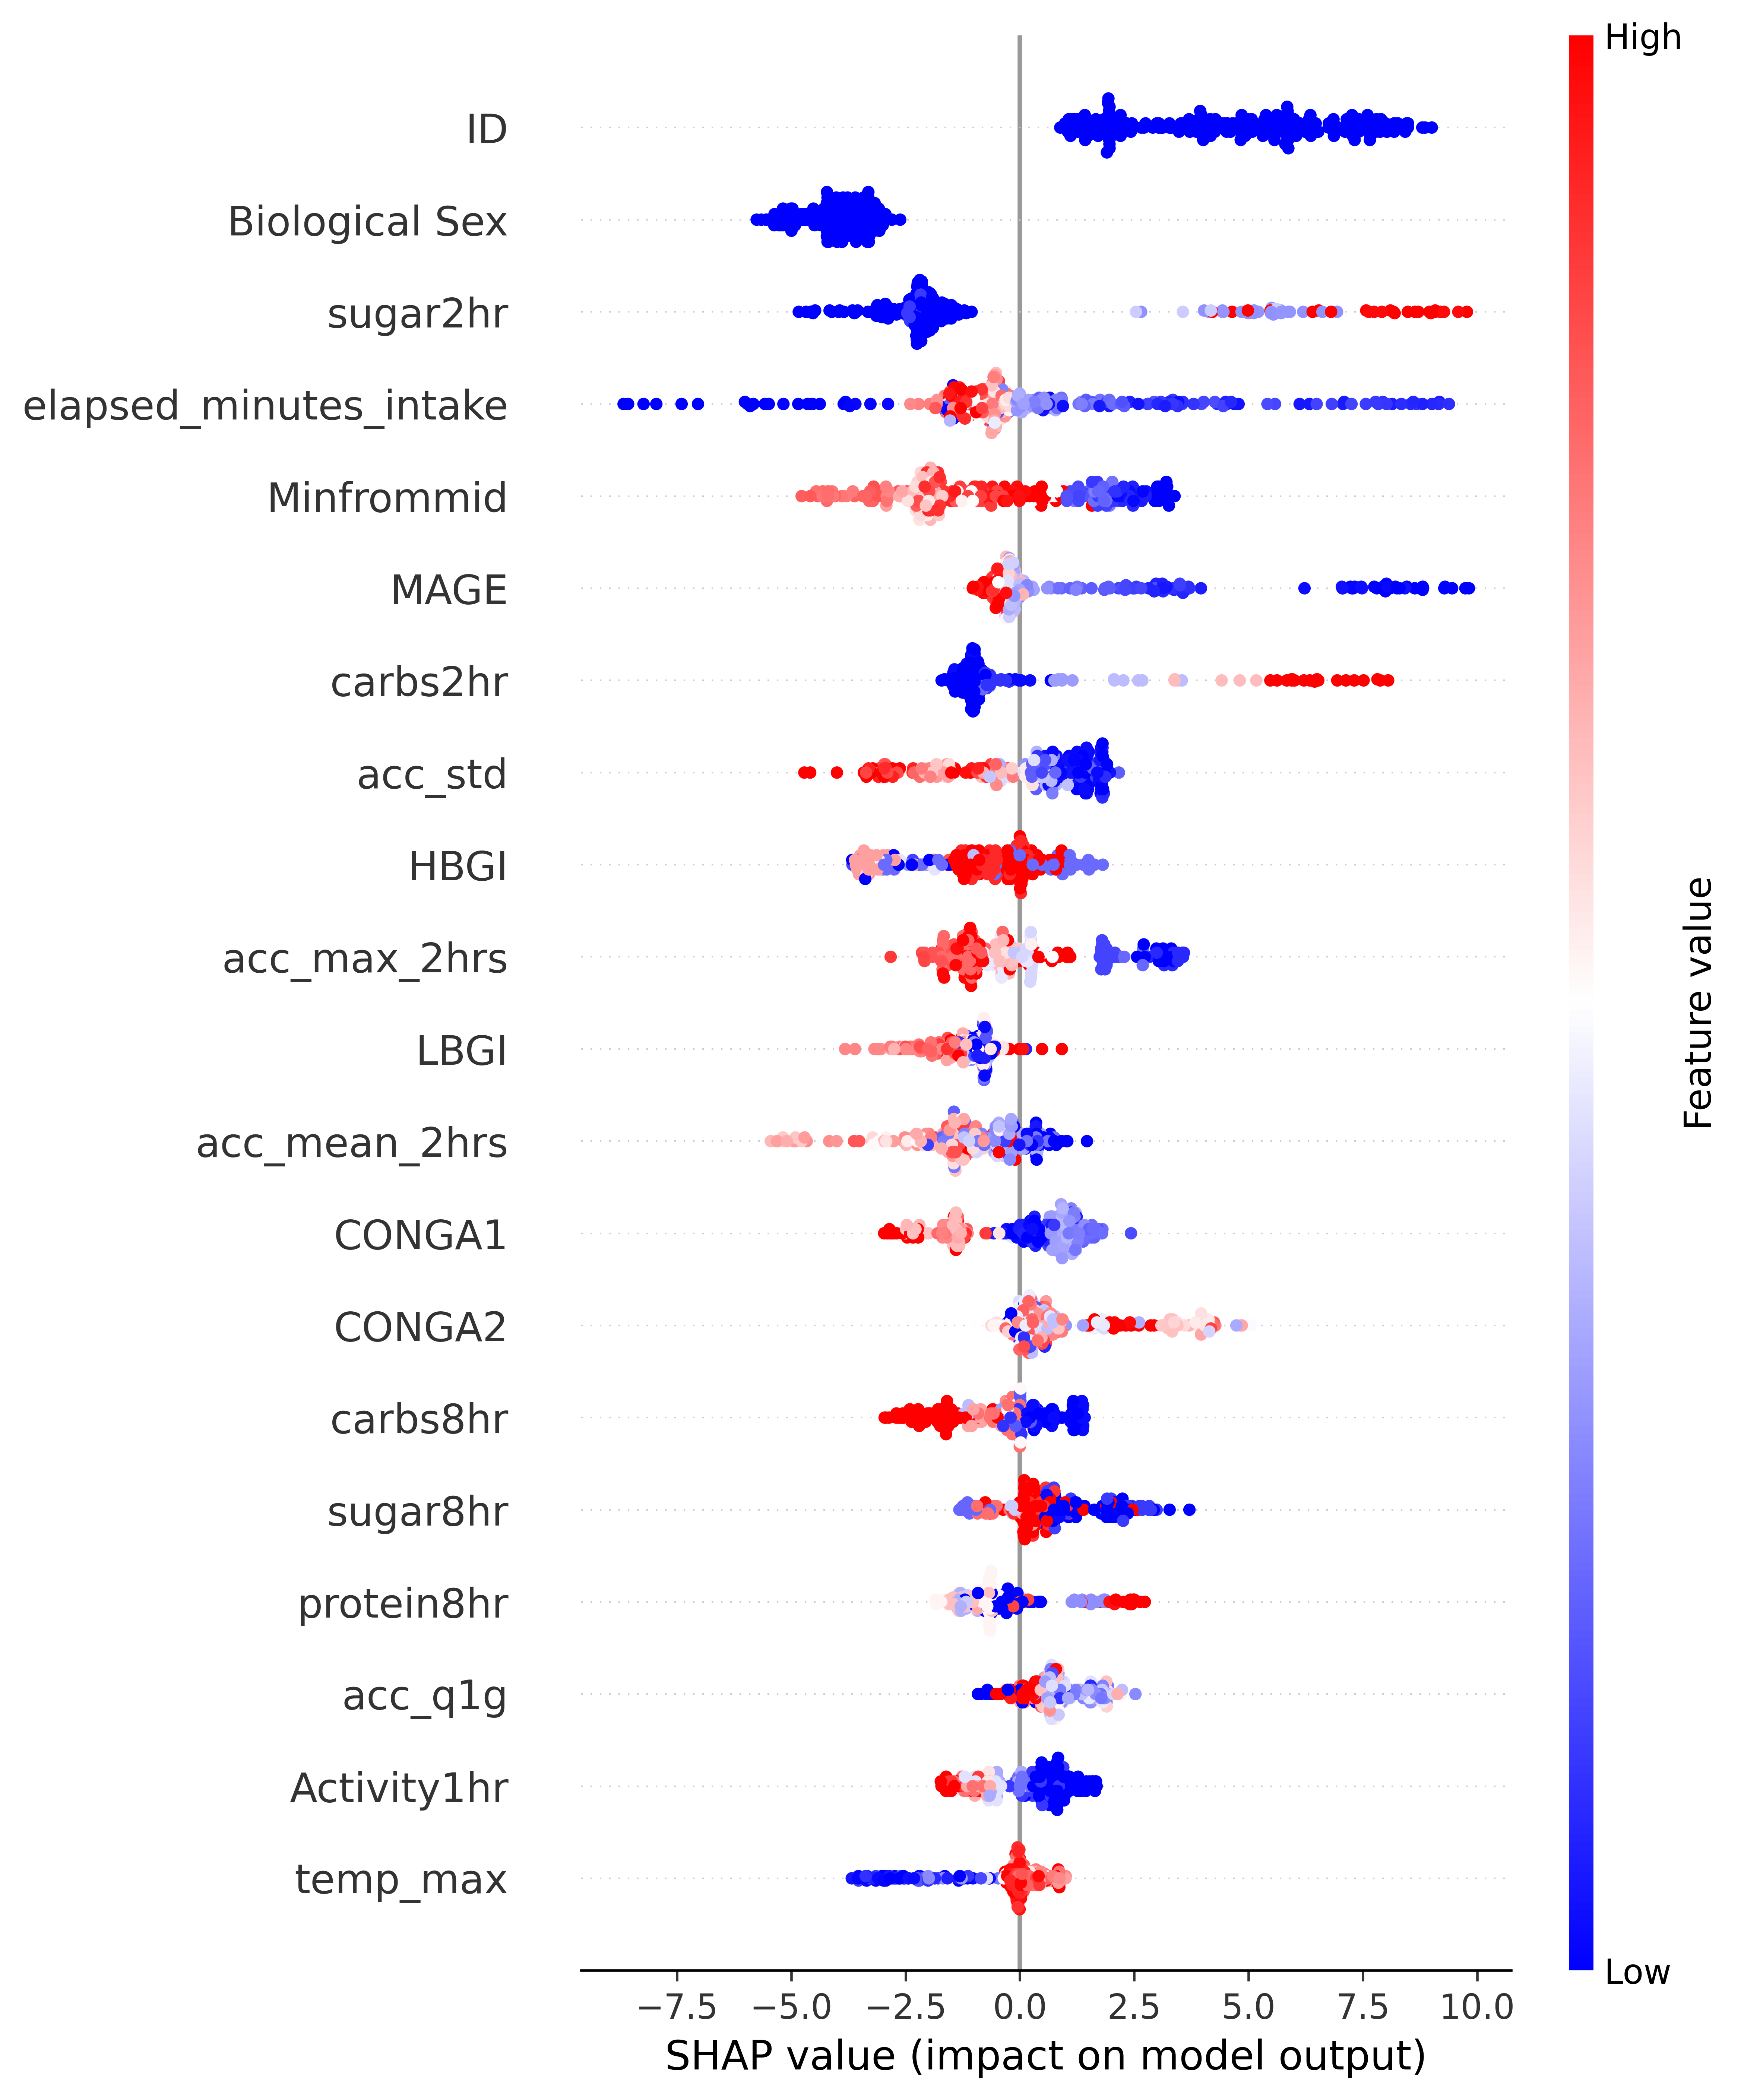 High
ID
Biological Sex
sugar2hr
elapsed_minutes_intake
Minfrommid
MAGE
carbs2hr
acc_std
HBGI
acc_max_2hrs
LBGI
acc_mean_2hrs
CONGA1
CONGA2
carbs8hr
sugar8hr
protein8hr
acc_q1g
Activity1hr
temp_max
Feature value
Low
−7.5 −5.0 −2.5 0.0 2.5 5.0 7.5 10.0
SHAP value (impact on model output)